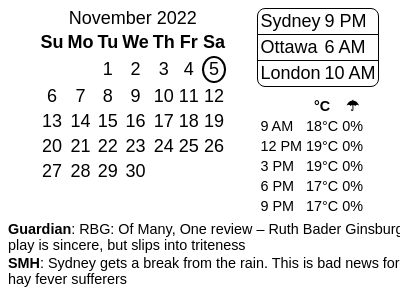 November 2022
Su Mo Tu We Th Fr Sa
1 2 3 4 5
6 7 8 9 10 11 12
13 14 15 16 17 18 19
20 21 22 23 24 25 26
27 28 29 30
Sydney 9 PM
Ottawa 6 AM
London 10 AM
°C ☂
9 AM 18°C 0%
12 PM 19°C 0%
3 PM 19°C 0%
6 PM 17°C 0%
9 PM 17°C 0%
Guardian: RBG: Of Many, One review – Ruth Bader Ginsburg
play is sincere, but slips into triteness
SMH: Sydney gets a break from the rain. This is bad news for
hay fever sufferers